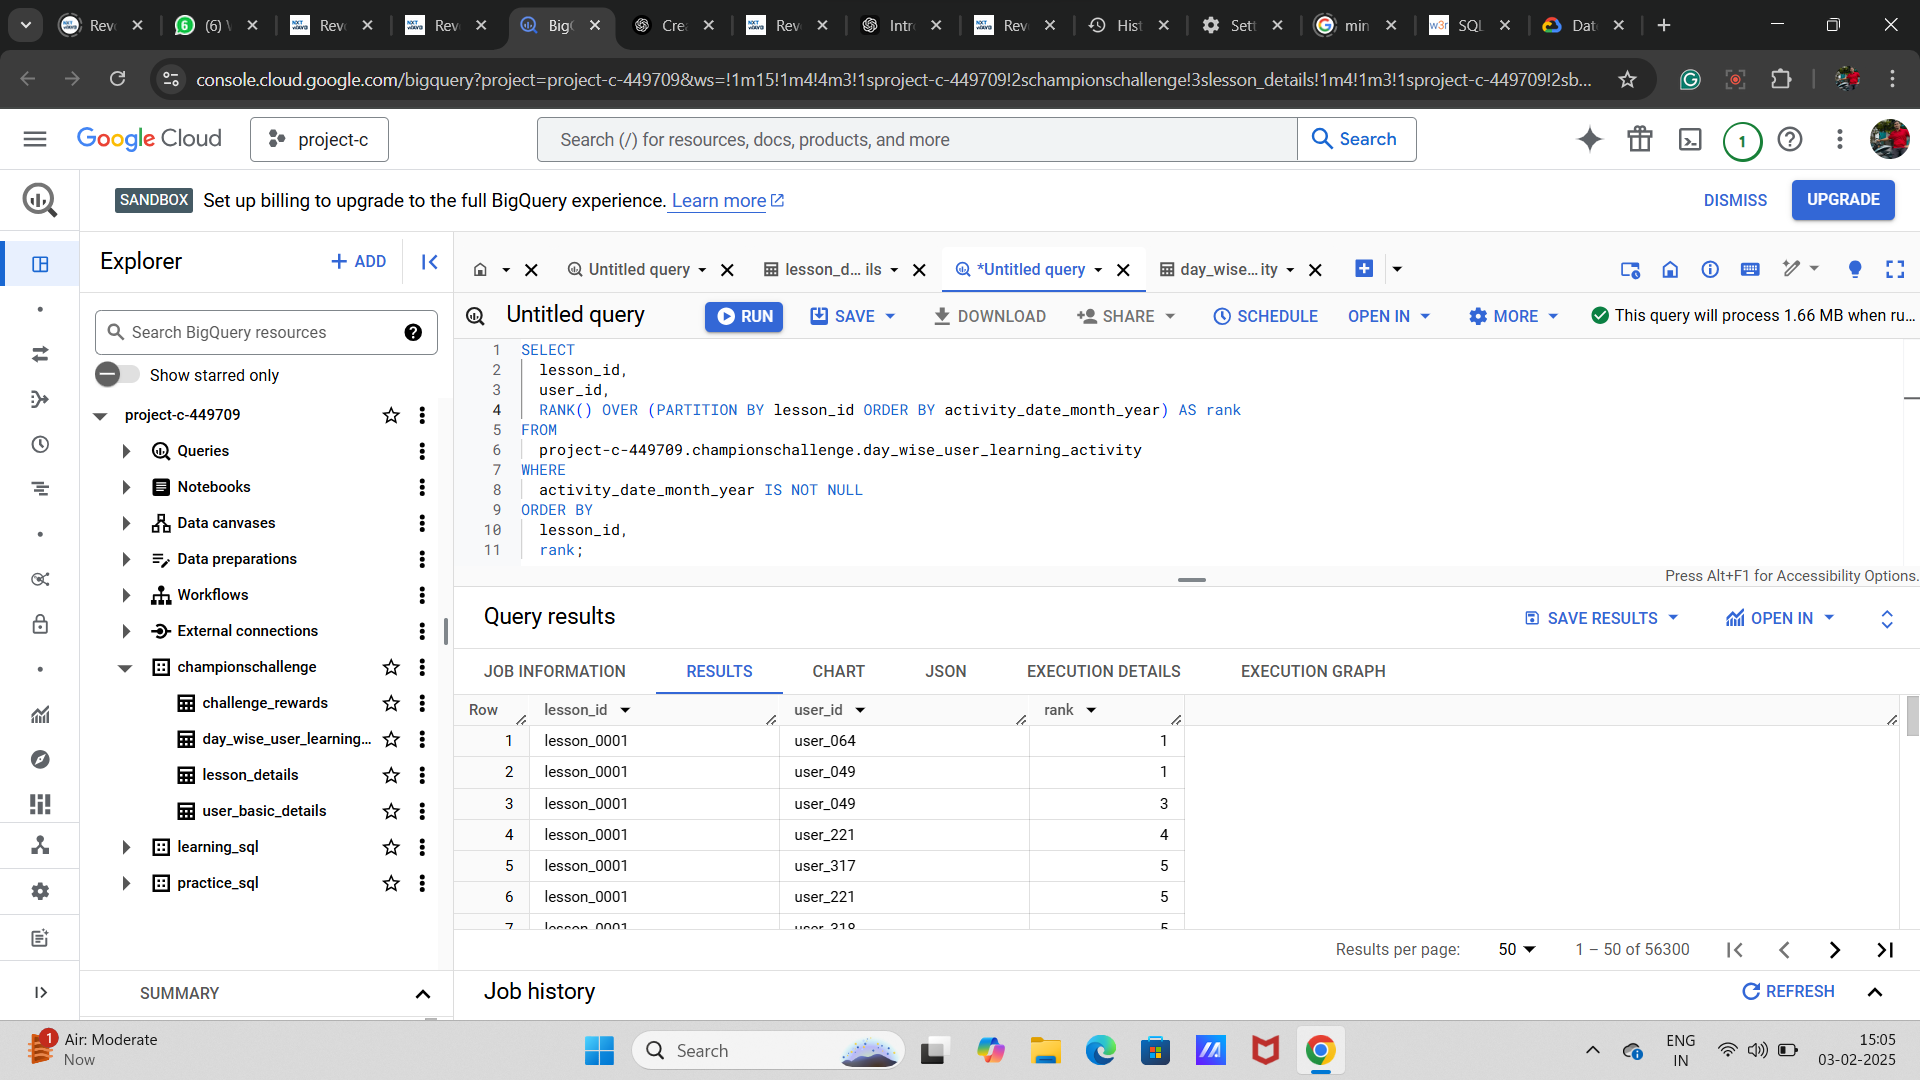 Rev
6
(6)
Rev
Rev
Big
Cre
Rev
Intr
Rev
Hist
Sett
min
w3r
SQL
Dat
console.cloud.google.com/bigquery?project=project-c-449709&ws=!1m15!1m4!4m3!1sproject-c-449709!2schampionschallenge!3slesson_details!1m4!1m3!1sproject-c-449709!2sb...
Google Cloud
project-c
Search (/) for resources, docs, products, and more
Search
1
SANDBOX
Set up billing to upgrade to the full BigQuery experience. Learn more
DISMISS
UPGRADE
Explorer
+ ADD
Untitled query
lesson_d... ils
*Untitled query
day_wise...ity
Untitled query
RUN
SAVE
DOWNLOAD
SHARE
SCHEDULE
OPEN IN
MORE
This query will process 1.66 MB when ru...
Search BigQuery resources
Show starred only
project-c-449709
Queries
Notebooks
Data canvases
Data preparations
Workflows
External connections
championschallenge
challenge_rewards
day_wise_user_learning...
lesson_details
user_basic_details
learning_sql
practice_sql
SUMMARY
1 SELECT
2 lesson_id,
3 user_id,
4 RANK() OVER (PARTITION BY lesson_id ORDER BY activity_date_month_year) AS rank
5 FROM
6 project-c-449709.championschallenge.day_wise_user_learning_activity
7 WHERE
8 activity_date_month_year IS NOT NULL
9 ORDER BY
10 lesson_id,
11 rank;
Press Alt+F1 for Accessibility Options.
Query results
SAVE RESULTS
OPEN IN
JOB INFORMATION
RESULTS
CHART
JSON
EXECUTION DETAILS
EXECUTION GRAPH
Row lesson_id user_id rank
1 lesson_0001 user_064 1
2 lesson_0001 user_049 1
3 lesson_0001 user_049 3
4 lesson_0001 user_221 4
5 lesson_0001 user_317 5
6 lesson_0001 user_221 5
7 lesson_0001 user_318 5
Results per page: 50 1 – 50 of 56300
Job history
REFRESH
1
Air: Moderate
Now
Search
ENG
IN
15:05
03-02-2025